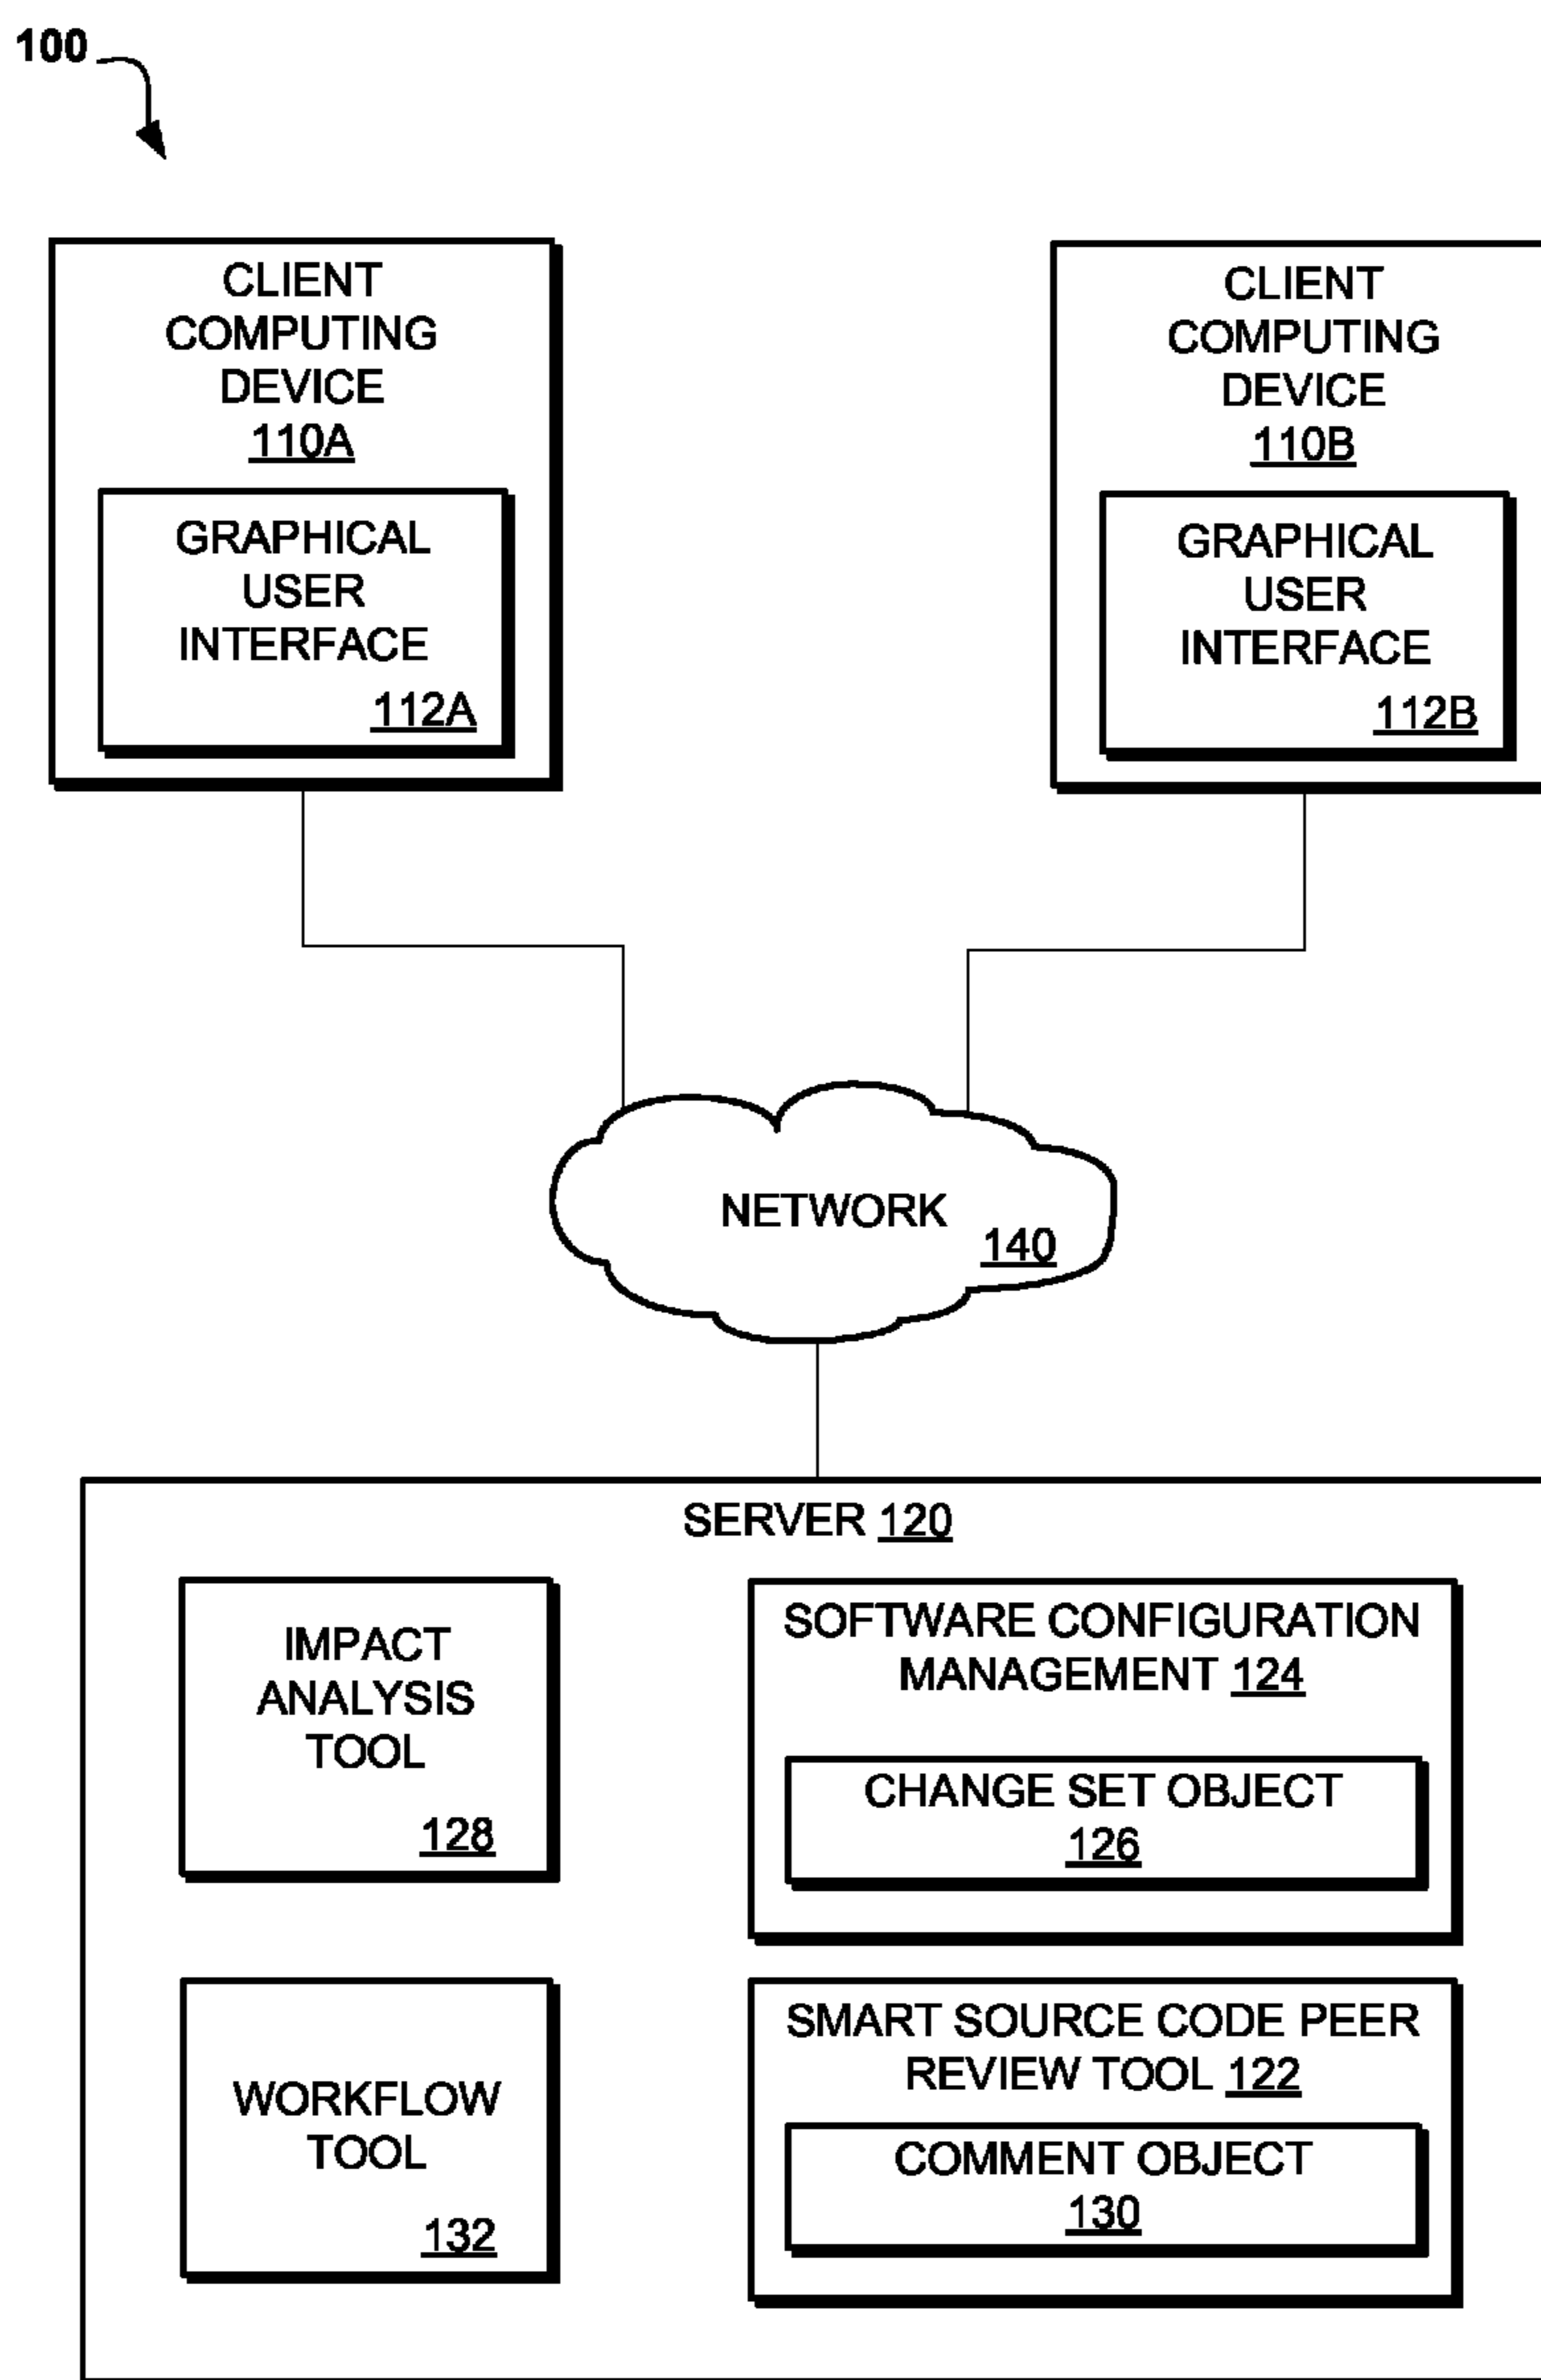 100
CLIENT
COMPUTING
DEVICE
110A
GRAPHICAL
USER
INTERFACE
112A
CLIENT
COMPUTING
DEVICE
110B
GRAPHICAL
USER
INTERFACE
112B
NETWORK
140
SERVER 120
IMPACT
ANALYSIS
TOOL
128
SOFTWARE CONFIGURATION
MANAGEMENT 124
CHANGE SET OBJECT
126
WORKFLOW
TOOL
132
SMART SOURCE CODE PEER
REVIEW TOOL 122
COMMENT OBJECT
130